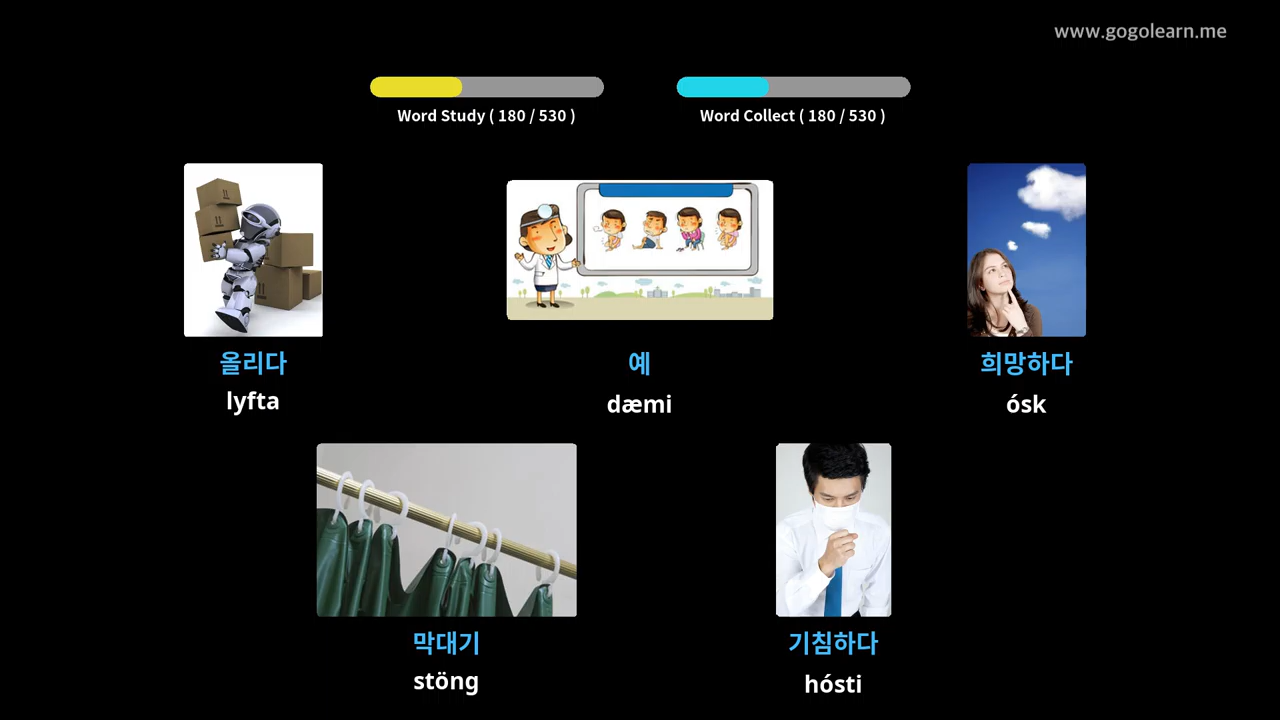 www.gogolearn.me
Word Study ( 180 / 530 )
Word Collect ( 180 / 530 )
올리다
lyfta
예
dæmi
희망하다
ósk
막대기
stöng
기침하다
hósti